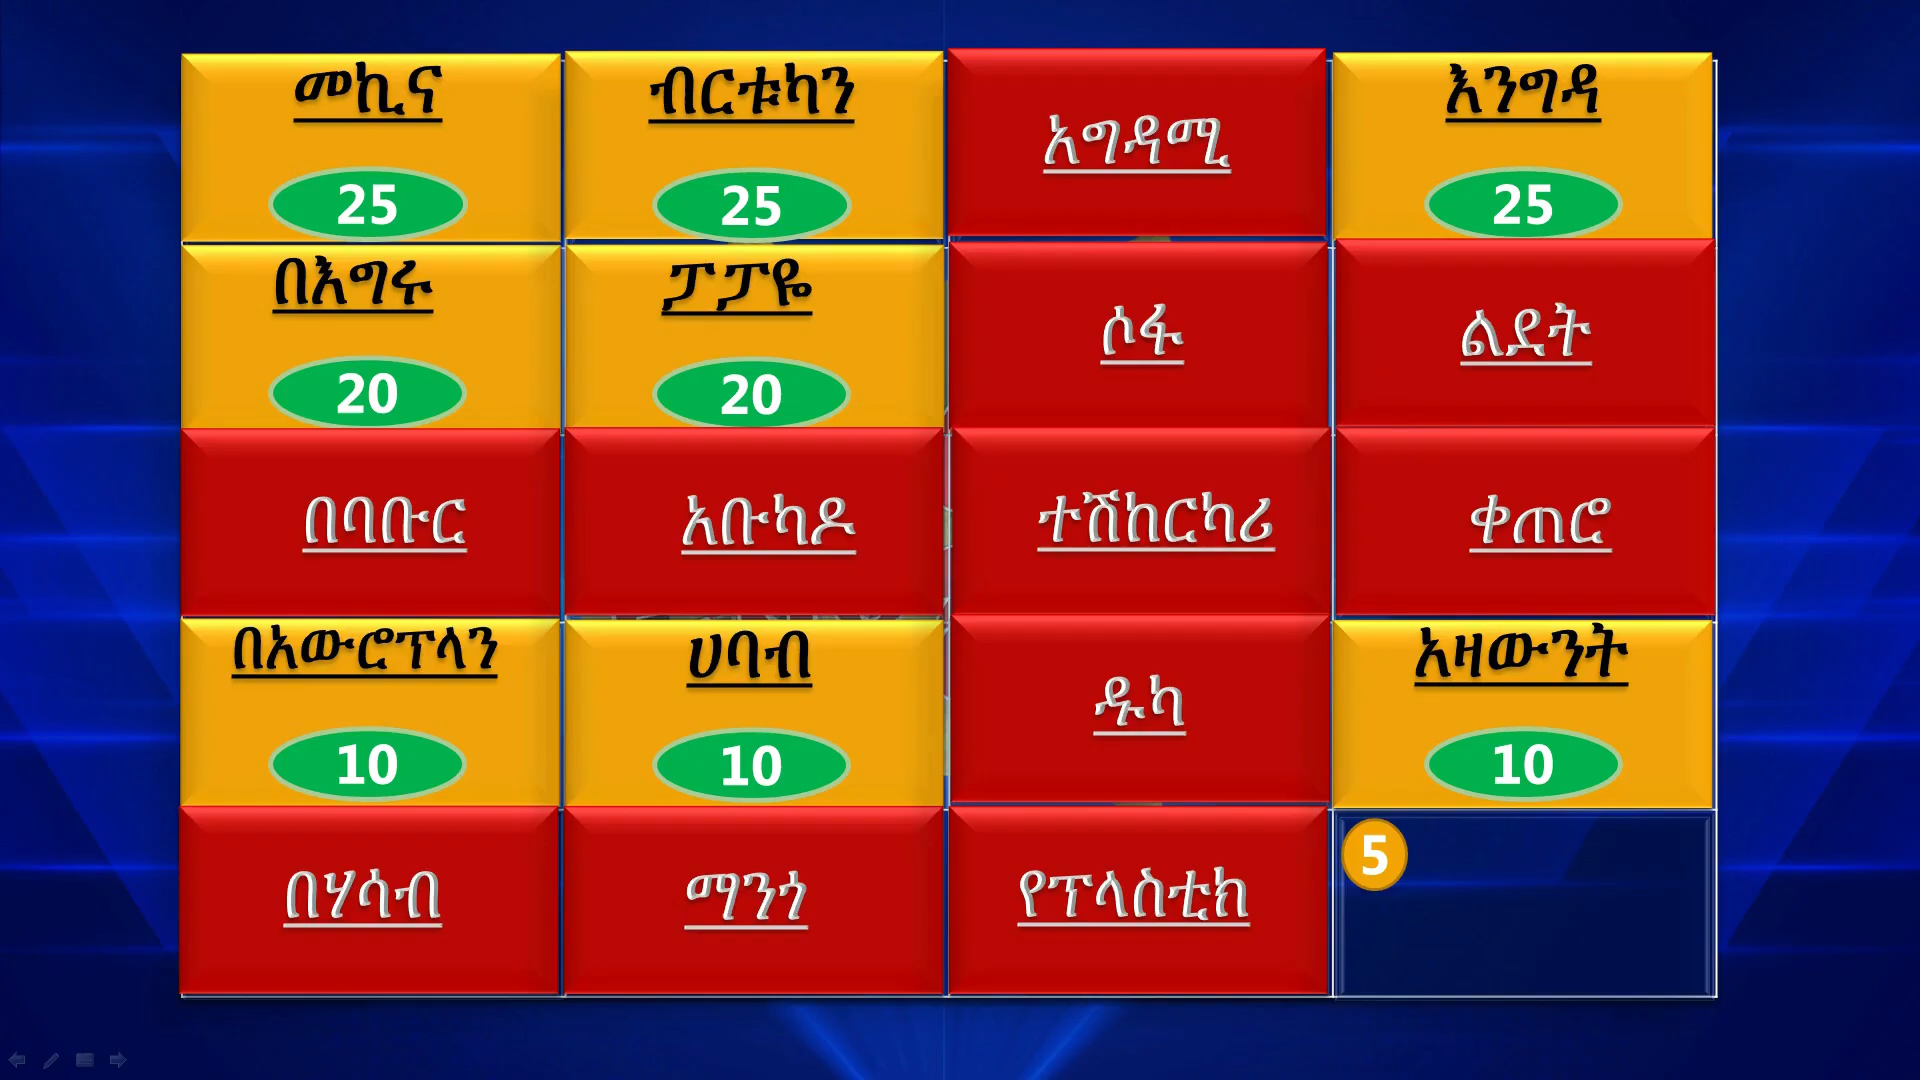 መኪና
25
ብርቱካን
25
አግዳሚ
እንግዳ
25
በእግሩ
20
ፓፓዬ
20
ሶፋ
ልደት
በባቡር
አቡካዶ
ተሽከርካሪ
ቀጠሮ
በአውሮፕላን
10
ሀባብ
10
ዱካ
አዛውንት
10
በሃሳብ
ማንጎ
የፕላስቲክ
5